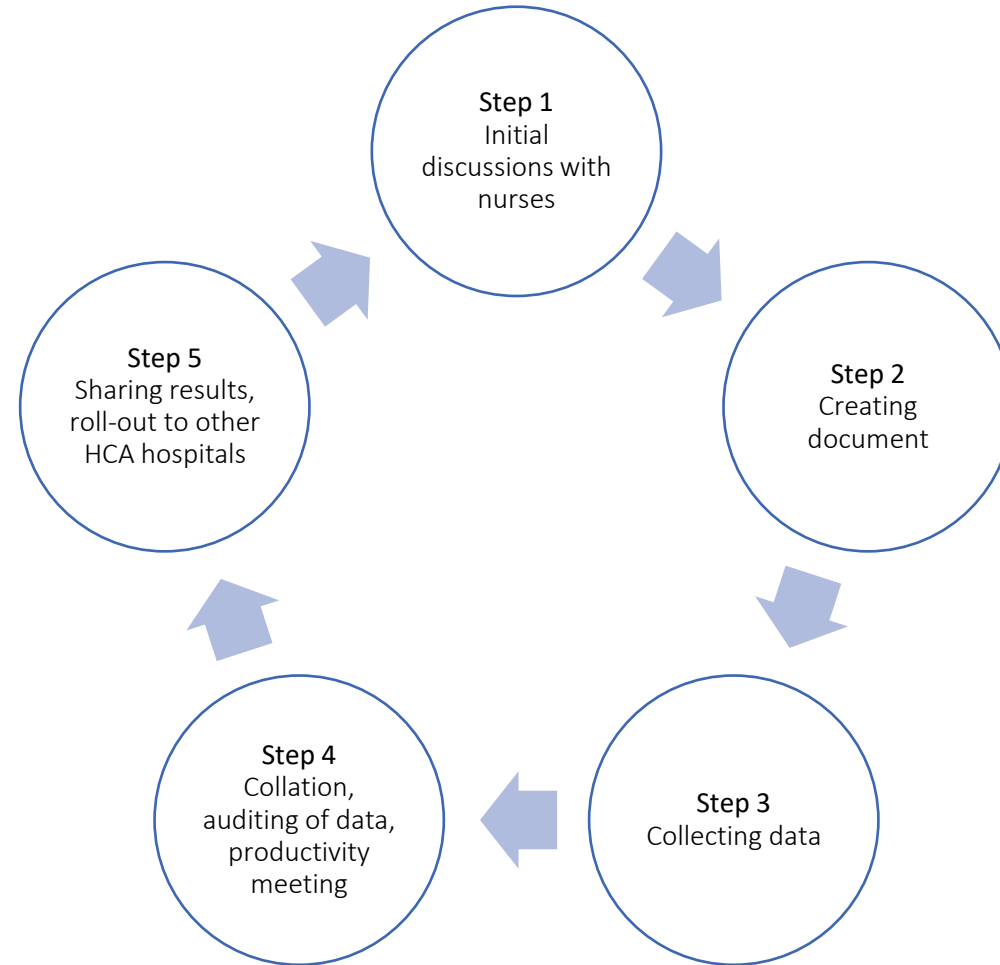 Step 1
Initial
discussions with
nurses
Step 2
Creating
document
Step 3
Collecting data
Step 4
Collation,
auditing of data,
productivity
meeting
Step 5
Sharing results,
roll-out to other
HCA hospitals